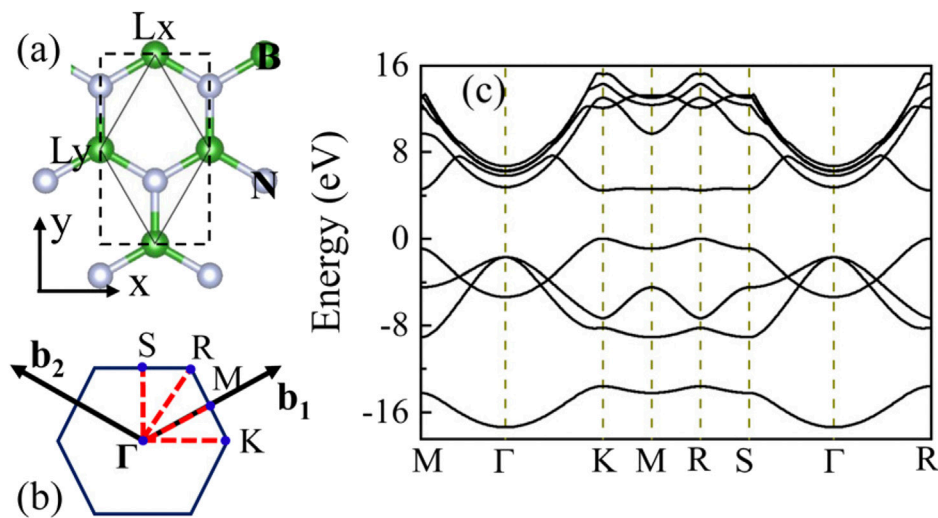 (a)
Lx
B
Ly
N
y
x
b₂
S
R
M
b₁
Γ
K
(b)
(c)
Energy (eV)
16
8
0
-8
-16
M Γ K M R S Γ R